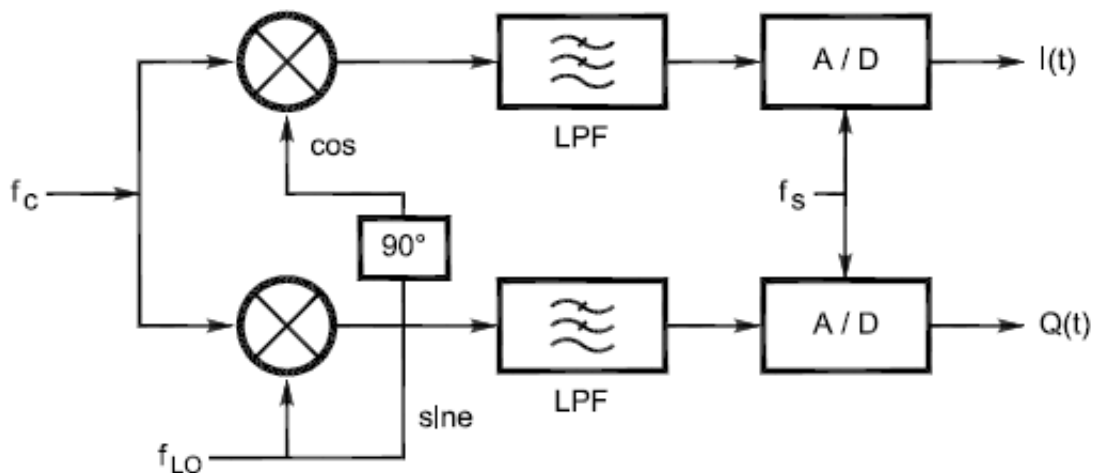 A / D
I(t)
LPF
cos
f_C
f_S
90°
A / D
Q(t)
LPF
sIne
f_LO